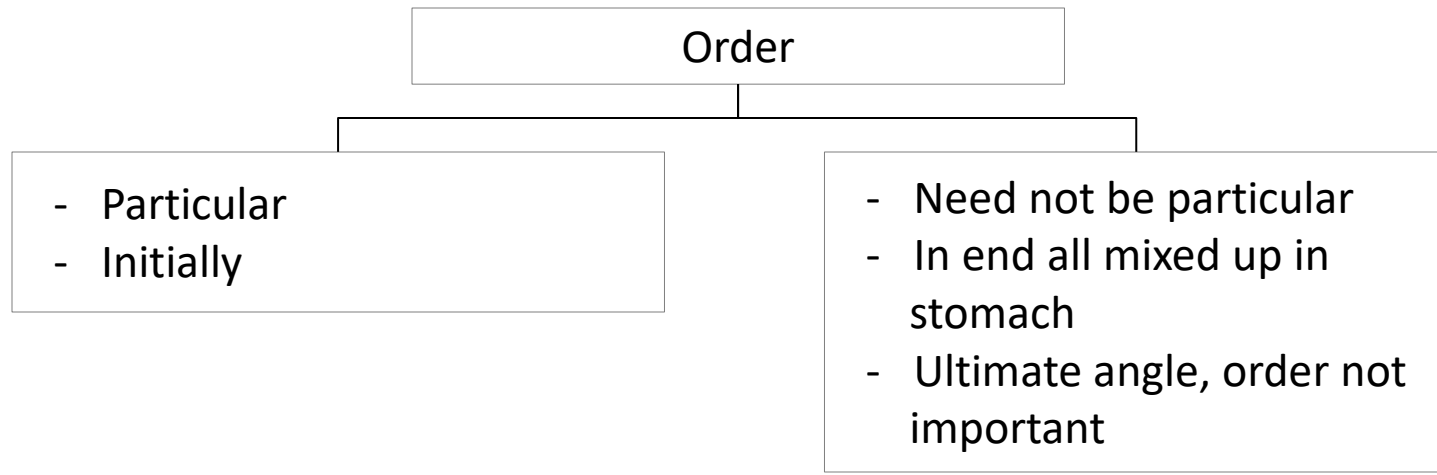 Order
- Particular
- Initially
- Need not be particular
- In end all mixed up in
stomach
- Ultimate angle, order not
important